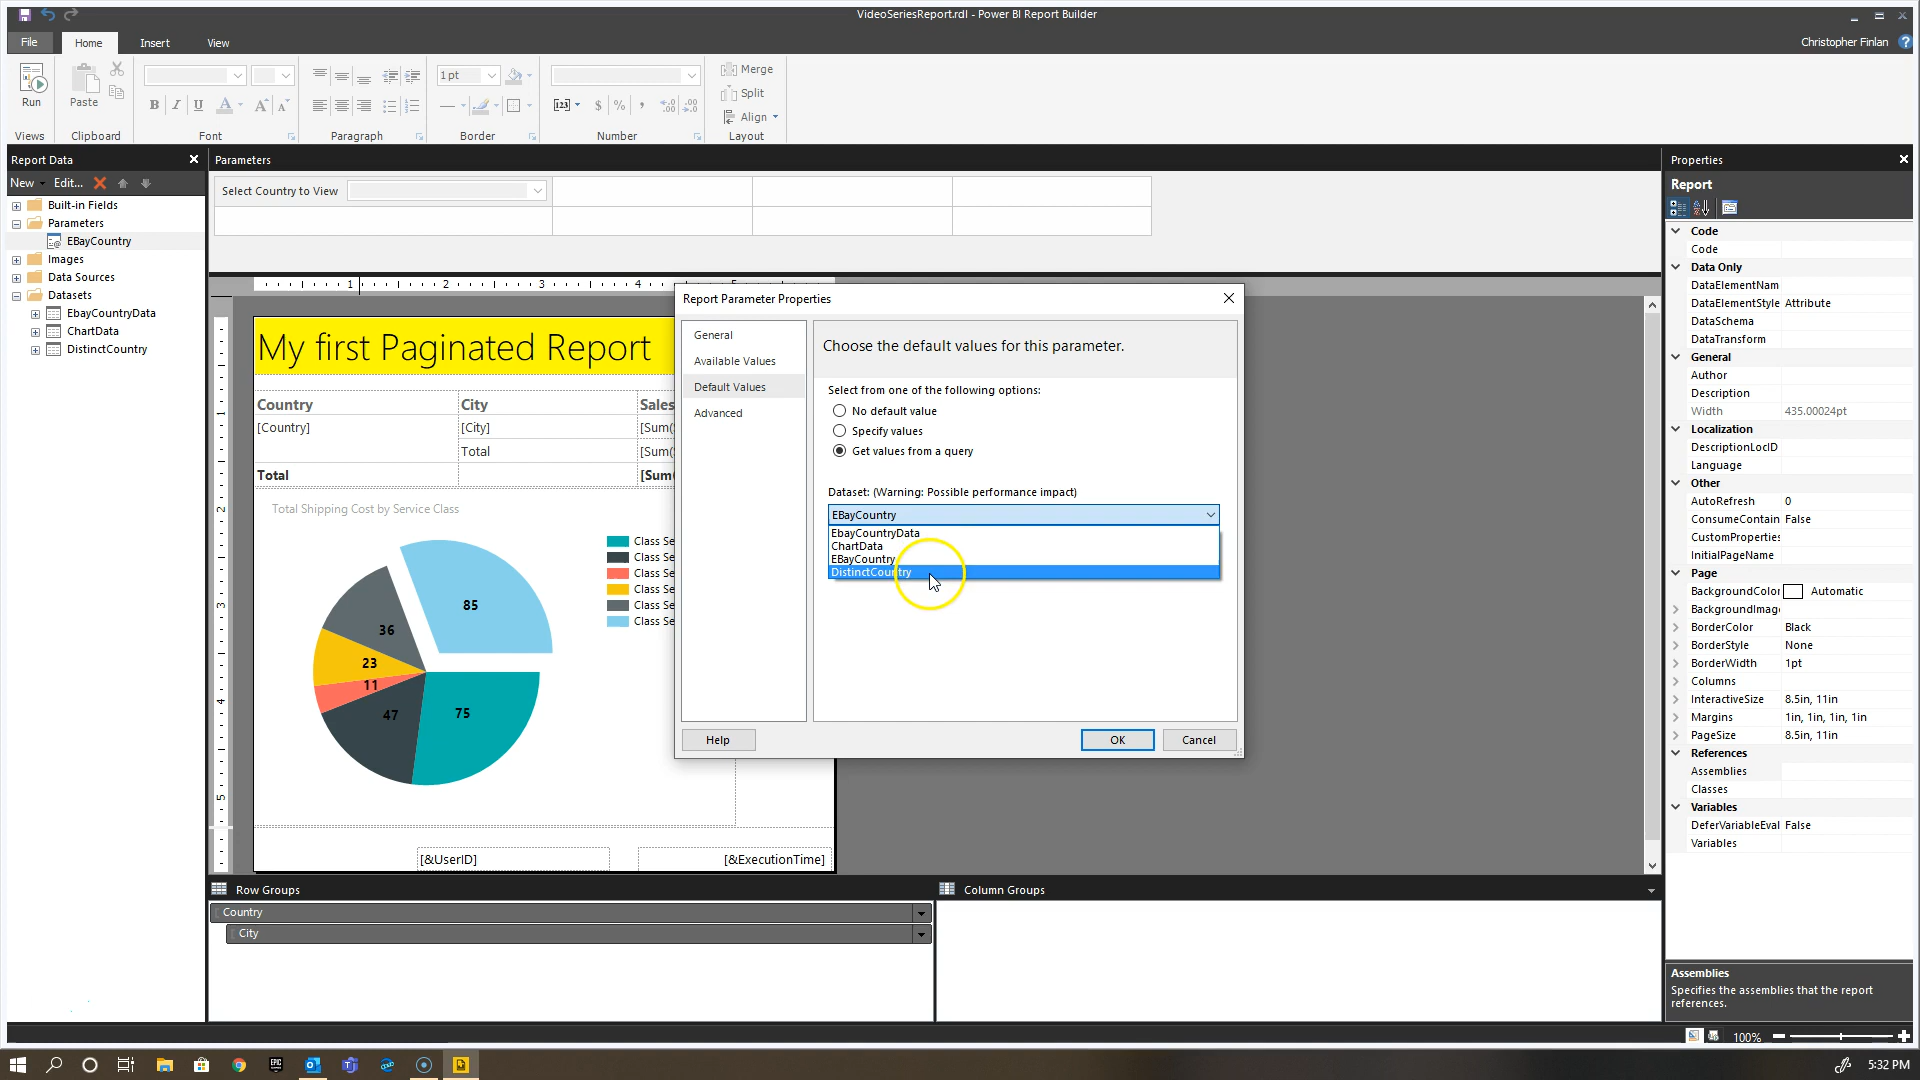 VideoSeriesReport.rdl - Power BI Report Builder
File
Home
Insert
View
Christopher Finlan
Run
Paste
1pt
Merge
Split
Align
Views
Clipboard
Font
Paragraph
Border
Number
Layout
Report Data
New
Edit...
Built-in Fields
Parameters
EBayCountry
Images
Data Sources
Datasets
EbayCountryData
ChartData
DistinctCountry
Parameters
Select Country to View
My first Paginated Report
Country
City
Sales
[Country]
[City]
[Sum(
Total
[Sum(
Total
[Sum(
Total Shipping Cost by Service Class
Class Se
Class Se
Class Se
Class Se
Class Se
Class Se
85
36
23
11
47
75
[&UserID]
[&ExecutionTime]
Report Parameter Properties
General
Available Values
Default Values
Advanced
Choose the default values for this parameter.
Select from one of the following options:
No default value
Specify values
Get values from a query
Dataset: (Warning: Possible performance impact)
EBayCountry
EbayCountryData
ChartData
EBayCountry
DistinctCountry
Help
OK
Cancel
Row Groups
Country
City
Column Groups
Properties
Report
Code
Code
Data Only
DataElementNam
DataElementStyle Attribute
DataSchema
DataTransform
General
Author
Description
Width 435.00024pt
Localization
DescriptionLocID
Language
Other
AutoRefresh 0
ConsumeContain False
CustomProperties
InitialPageName
Page
BackgroundColor Automatic
BackgroundImage
BorderColor Black
BorderStyle None
BorderWidth 1pt
Columns
InteractiveSize 8.5in, 11in
Margins 1in, 1in, 1in, 1in
PageSize 8.5in, 11in
References
Assemblies
Classes
Variables
DeferVariableEval False
Variables
Assemblies
Specifies the assemblies that the report
references.
100%
5:32 PM